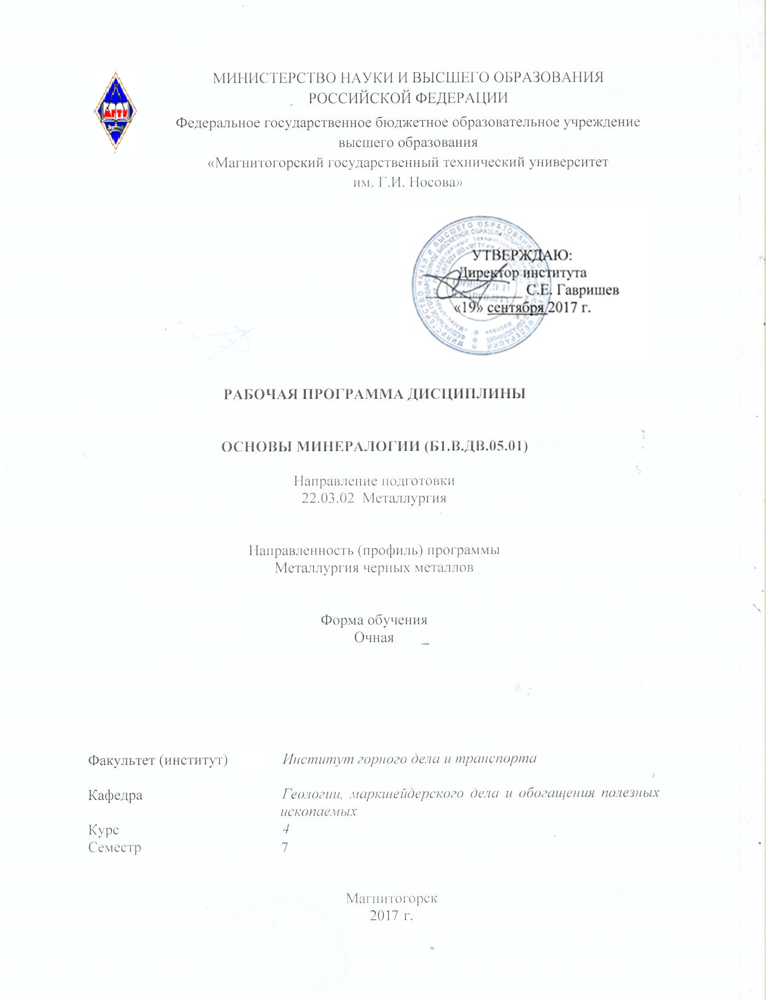 МИНИСТЕРСТВО НАУКИ И ВЫСШЕГО ОБРАЗОВАНИЯ
РОССИЙСКОЙ ФЕДЕРАЦИИ
Федеральное государственное бюджетное образовательное учреждение
высшего образования
«Магнитогорский государственный технический университет
им. Г.И. Носова»
МГТУ
УТВЕРЖДАЮ:
Директор института
С.Е. Гавришев
«19» сентября 2017 г.
РАБОЧАЯ ПРОГРАММА ДИСЦИПЛИНЫ
ОСНОВЫ МИНЕРАЛОГИИ (Б1.В.ДВ.05.01)
Направление подготовки
22.03.02 Металлургия
Направленность (профиль) программы
Металлургия черных металлов
Форма обучения
Очная
Факультет (институт) Институт горного дела и транспорта
Кафедра Геологии, маркшейдерского дела и обогащения полезных
ископаемых
Курс 4
Семестр 7
Магнитогорск
2017 г.